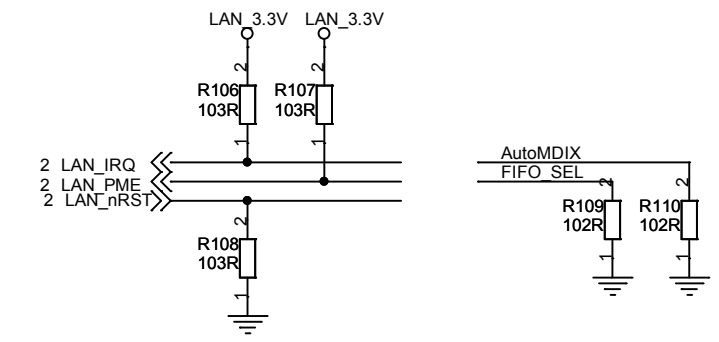 LAN_3.3V LAN_3.3V
2 2
R106 R107
103R 103R
1 1
2 LAN_IRQ
2 LAN_PME
2 LAN_nRST
AutoMDIX
FIFO_SEL
2 2
R109 R110
102R 102R
1 1
2
R108
103R
1